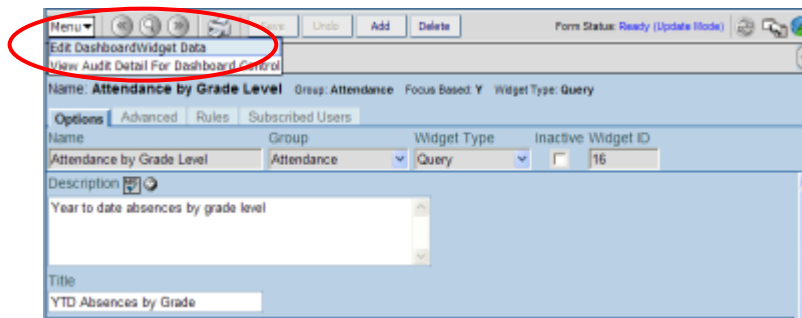 Menu Save Undo Add Delete Form Status: Ready (Update Mode)
Edit DashboardWidget Data
View Audit Detail For Dashboard Control
Name: Attendance by Grade Level Group: Attendance Focus Based: Y Widget Type: Query
Options Advanced Rules Subscribed Users
Name Group Widget Type Inactive Widget ID
Attendance by Grade Level Attendance Query 16
Description
Year to date absences by grade level
Title
YTD Absences by Grade